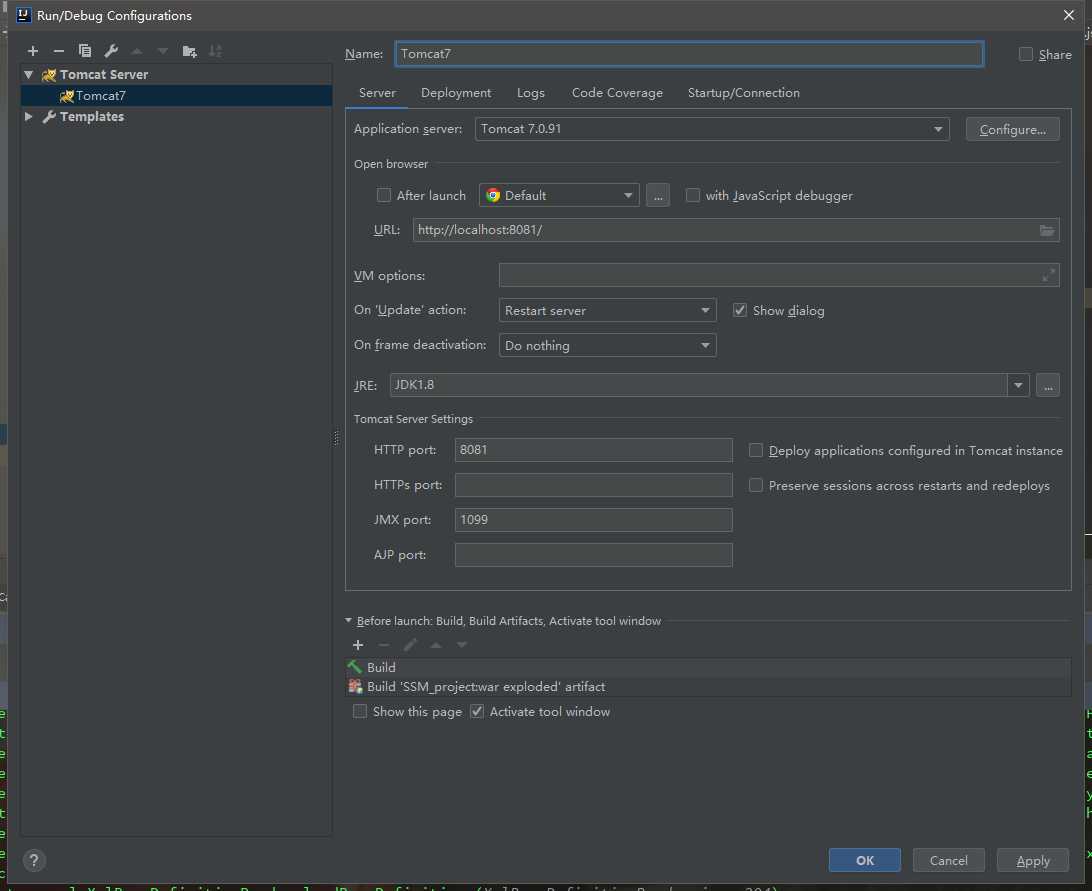 Run/Debug Configurations
Name: Tomcat7
Share
Tomcat Server
Tomcat7
Templates
Server Deployment Logs Code Coverage Startup/Connection
Application server: Tomcat 7.0.91 Configure...
Open browser
After launch Default ... with JavaScript debugger
URL: http://localhost:8081/
VM options:
On 'Update' action: Restart server Show dialog
On frame deactivation: Do nothing
JRE: JDK1.8 ...
Tomcat Server Settings
HTTP port: 8081 Deploy applications configured in Tomcat instance
HTTPs port: Preserve sessions across restarts and redeploys
JMX port: 1099
AJP port:
Before launch: Build, Build Artifacts, Activate tool window
Build
Build 'SSM_project:war exploded' artifact
Show this page Activate tool window
? OK Cancel Apply